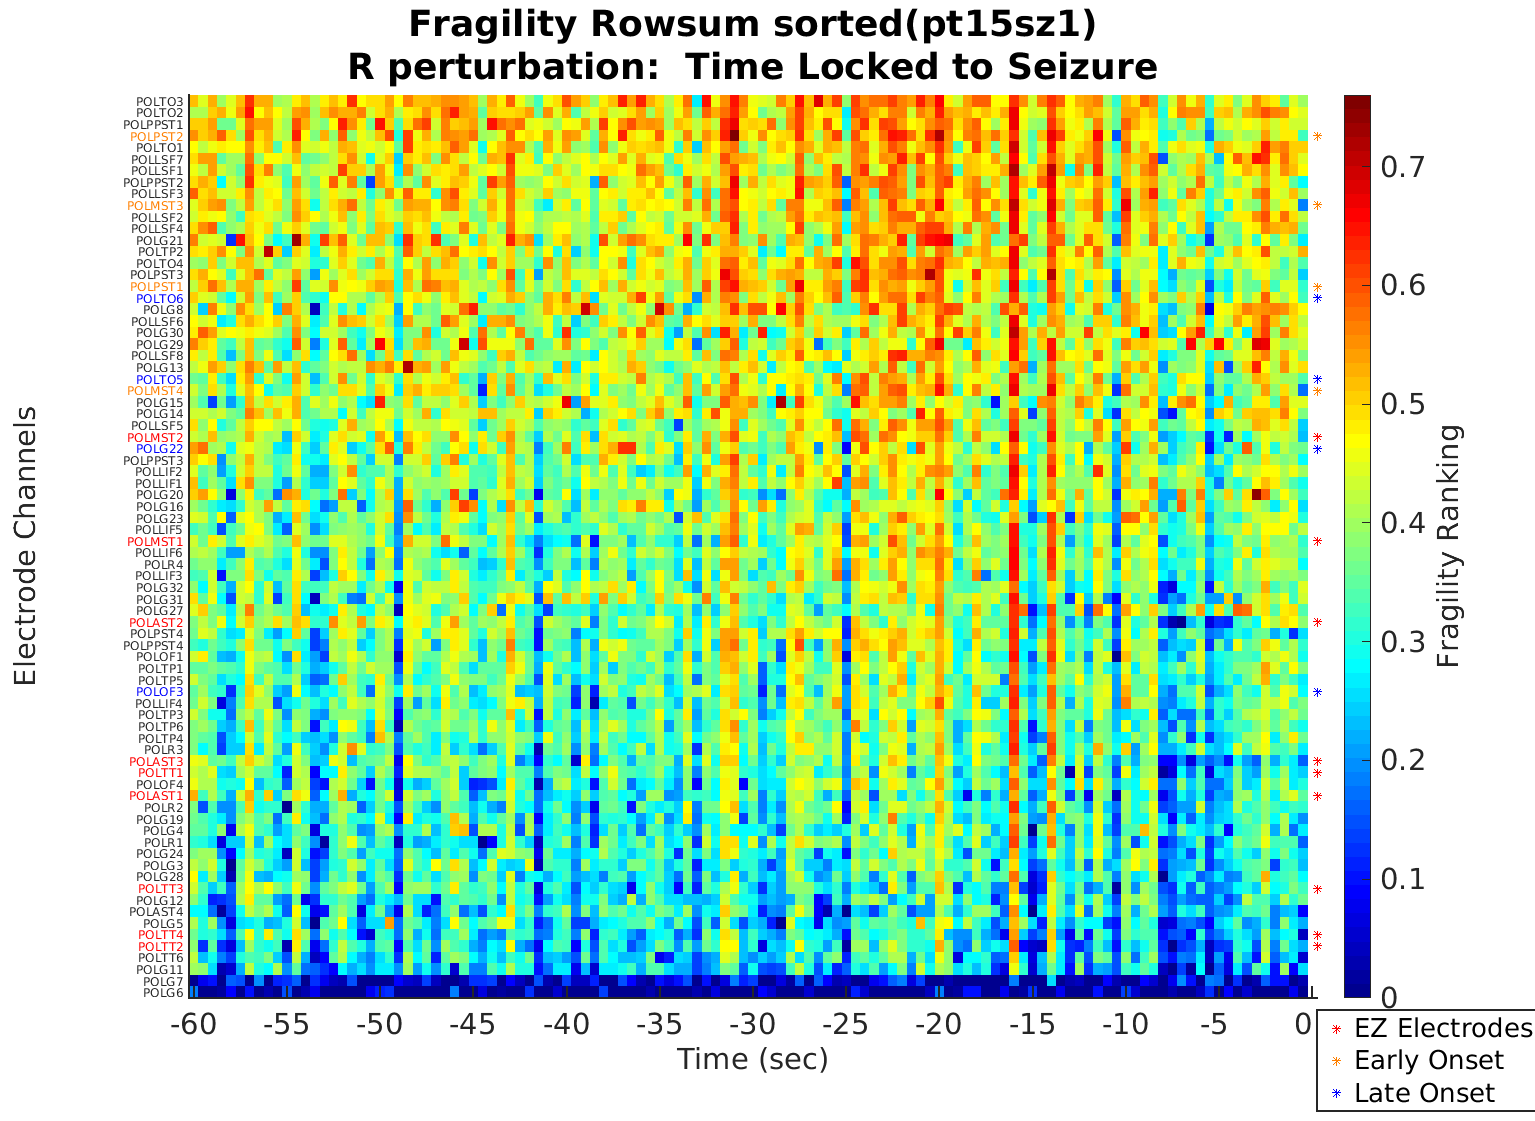 Fragility Rowsum sorted(pt15sz1)
R perturbation:  Time Locked to Seizure
Electrode Channels
POLTO3
POLTO2
POLPPST1
POLPST2
POLTO1
POLLSF7
POLLSF1
POLPPST2
POLLSF3
POLMST3
POLLSF2
POLLSF4
POLG21
POLTP2
POLTO4
POLPST3
POLPST1
POLTO6
POLG8
POLLSF6
POLG30
POLG29
POLLSF8
POLG13
POLTO5
POLMST4
POLG15
POLG14
POLLSF5
POLMST2
POLG22
POLPPST3
POLLIF2
POLLIF1
POLG20
POLG16
POLG23
POLLIF5
POLMST1
POLLIF6
POLR4
POLLIF3
POLG32
POLG31
POLG27
POLAST2
POLPST4
POLPPST4
POLOF1
POLTP1
POLTP5
POLOF3
POLLIF4
POLTP3
POLTP6
POLTP4
POLR3
POLAST3
POLTT1
POLOF4
POLAST1
POLR2
POLG19
POLG4
POLR1
POLG24
POLG3
POLG28
POLTT3
POLG12
POLAST4
POLG5
POLTT4
POLTT2
POLTT6
POLG11
POLG7
POLG6
-60 -55 -50 -45 -40 -35 -30 -25 -20 -15 -10 -5 0
Time (sec)
0.7
0.6
0.5
0.4
0.3
0.2
0.1
0
Fragility Ranking
EZ Electrodes
Early Onset
Late Onset